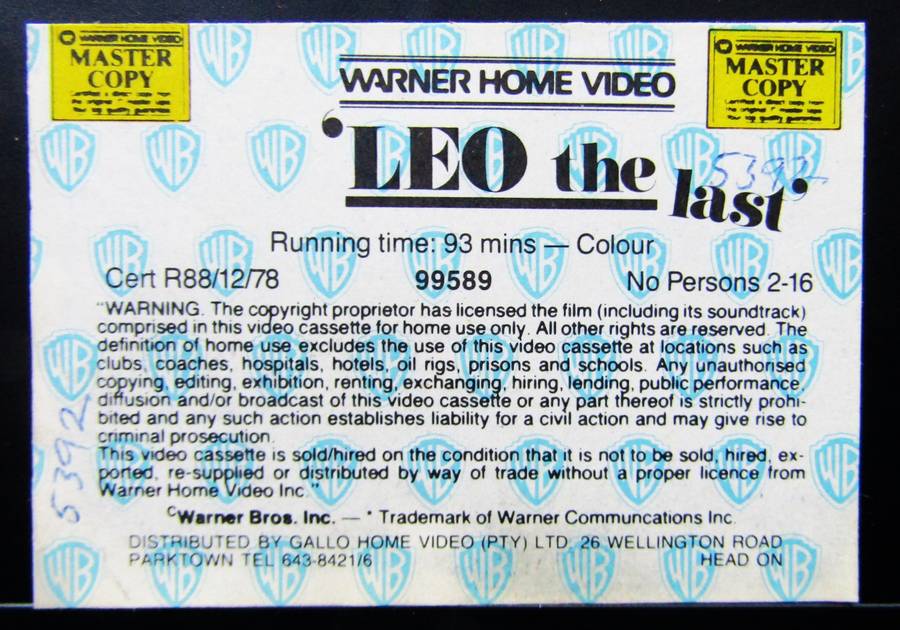 WARNER HOME VIDEO
MASTER
COPY
WARNER HOME VIDEO
WARNER HOME VIDEO
MASTER
COPY
'LEO the last'
5392
Running time: 93 mins — Colour
Cert R88/12/78 99589 No Persons 2-16
"WARNING. The copyright proprietor has licensed the film (including its soundtrack)
comprised in this video cassette for home use only. All other rights are reserved. The
definition of home use excludes the use of this video cassette at locations such as
clubs, coaches, hospitals, hotels, oil rigs, prisons and schools. Any unauthorised
copying, editing, exhibition, renting, exchanging, hiring, lending, public performance,
diffusion and/or broadcast of this video cassette or any part thereof is strictly prohi-
bited and any such action establishes liability for a civil action and may give rise to
criminal prosecution.
This video cassette is sold/hired on the condition that it is not to be sold, hired, ex-
ported, re-supplied or distributed by way of trade without a proper licence from
Warner Home Video Inc."
5392
©Warner Bros. Inc. — * Trademark of Warner Communcations Inc.
DISTRIBUTED BY GALLO HOME VIDEO (PTY) LTD. 26 WELLINGTON ROAD
PARKTOWN TEL 643-8421/6 HEAD ON